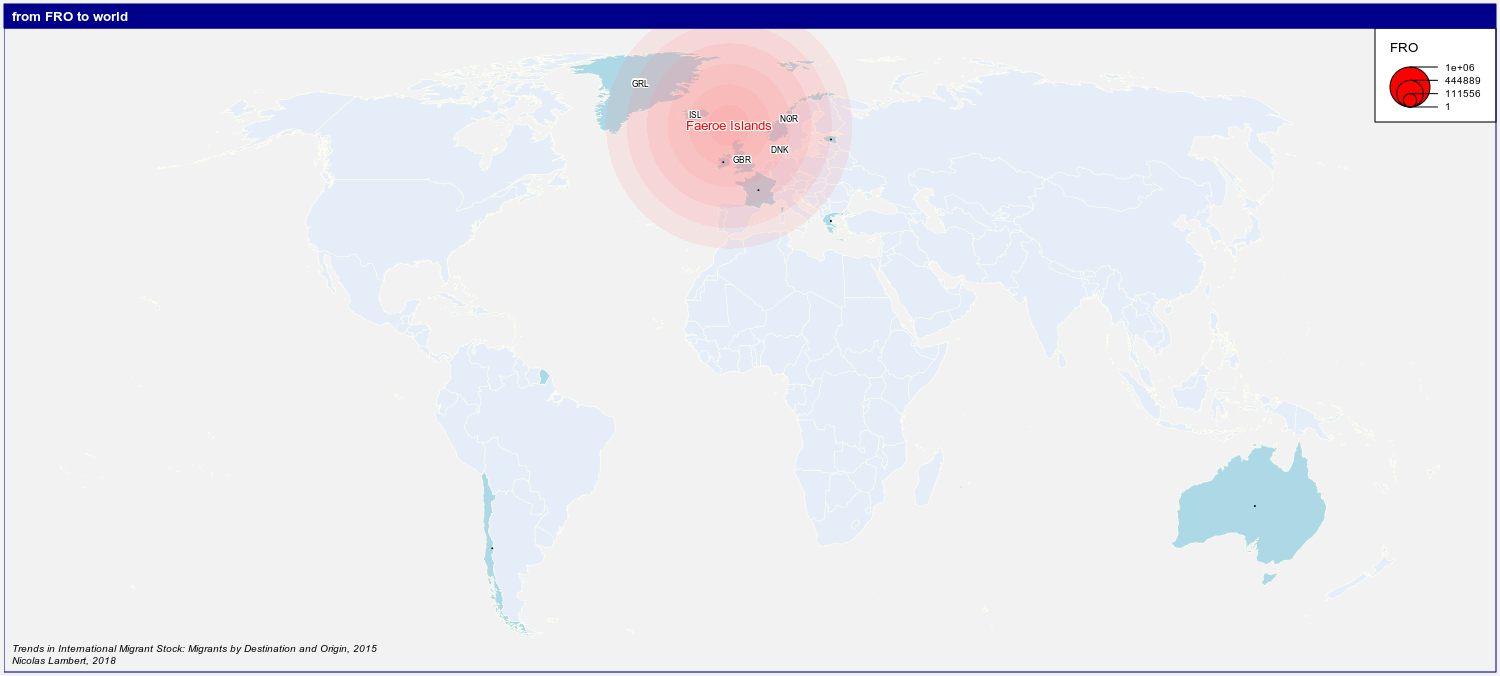 from FRO to world
FRO
1e+06
444889
111556
1
GRL
ISL
NOR
Faeroe Islands
DNK
GBR
Trends in International Migrant Stock: Migrants by Destination and Origin, 2015
Nicolas Lambert, 2018